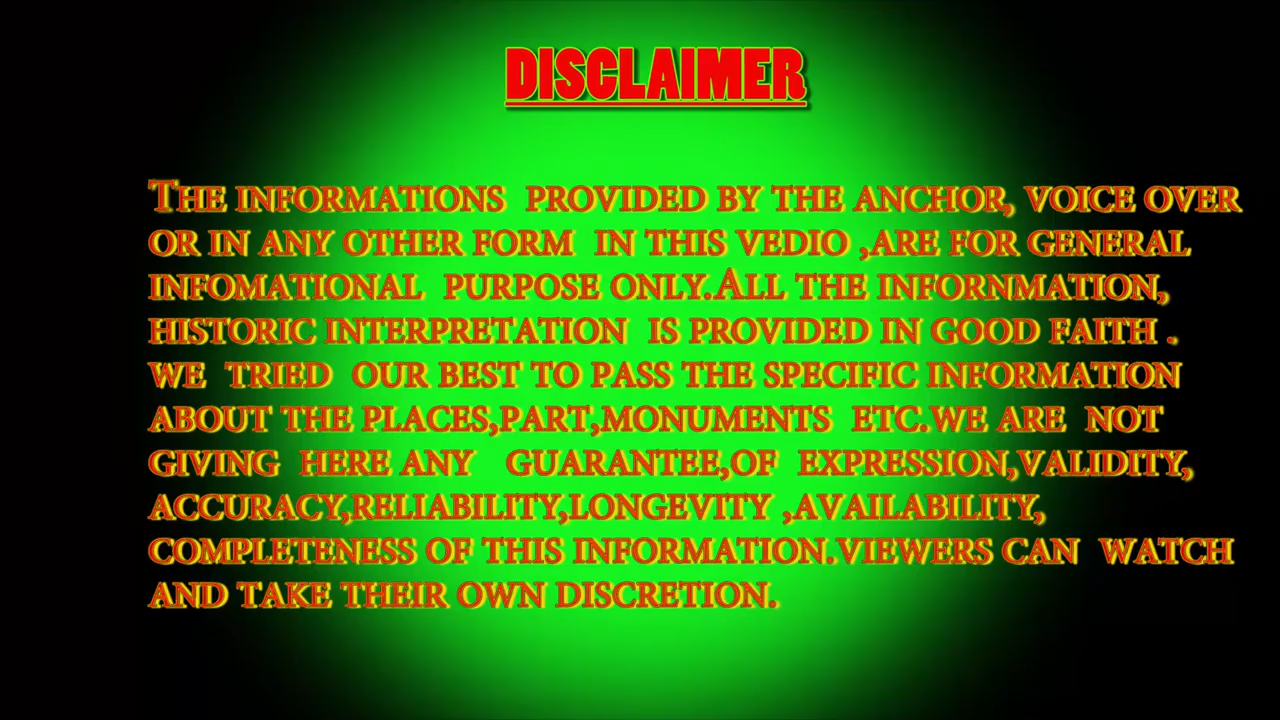 DISCLAIMER
THE INFORMATIONS PROVIDED BY THE ANCHOR, VOICE OVER
OR IN ANY OTHER FORM IN THIS VEDIO ,ARE FOR GENERAL
INFOMATIONAL PURPOSE ONLY.ALL THE INFORNMATION,
HISTORIC INTERPRETATION IS PROVIDED IN GOOD FAITH .
WE TRIED OUR BEST TO PASS THE SPECIFIC INFORMATION
ABOUT THE PLACES,PART,MONUMENTS ETC.WE ARE NOT
GIVING HERE ANY GUARANTEE,OF EXPRESSION,VALIDITY,
ACCURACY,RELIABILITY,LONGEVITY ,AVAILABILITY,
COMPLETENESS OF THIS INFORMATION.VIEWERS CAN WATCH
AND TAKE THEIR OWN DISCRETION.